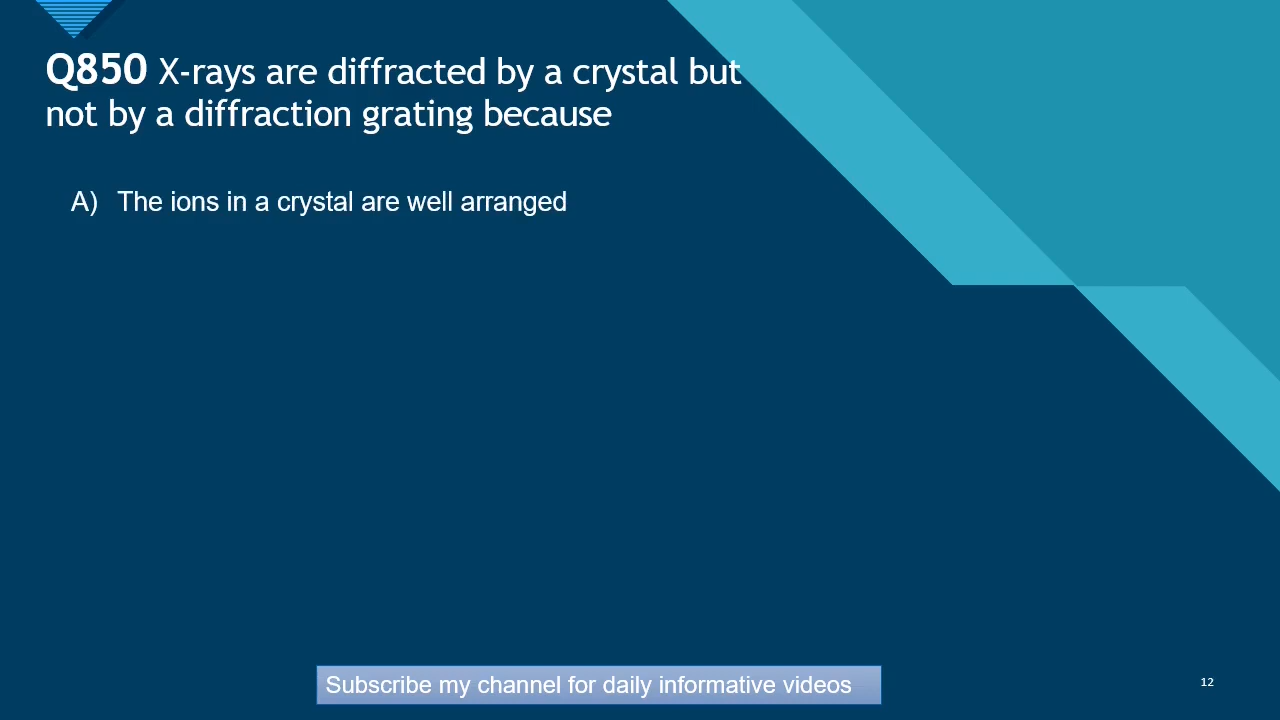 Q850 X-rays are diffracted by a crystal but
not by a diffraction grating because
A) The ions in a crystal are well arranged
Subscribe my channel for daily informative videos
12